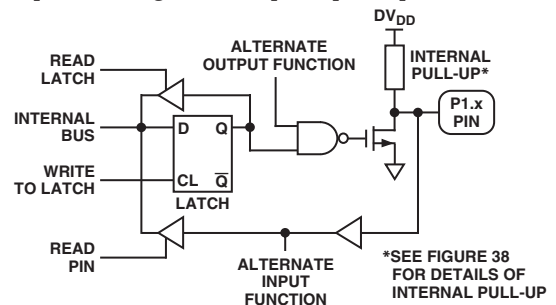 DVDD
READ
LATCH
ALTERNATE
OUTPUT FUNCTION
INTERNAL
PULL-UP*
P1.x
PIN
INTERNAL
BUS
D Q
WRITE
TO LATCH
CL Q̅
LATCH
READ
PIN
ALTERNATE
INPUT
FUNCTION
*SEE FIGURE 38
FOR DETAILS OF
INTERNAL PULL-UP